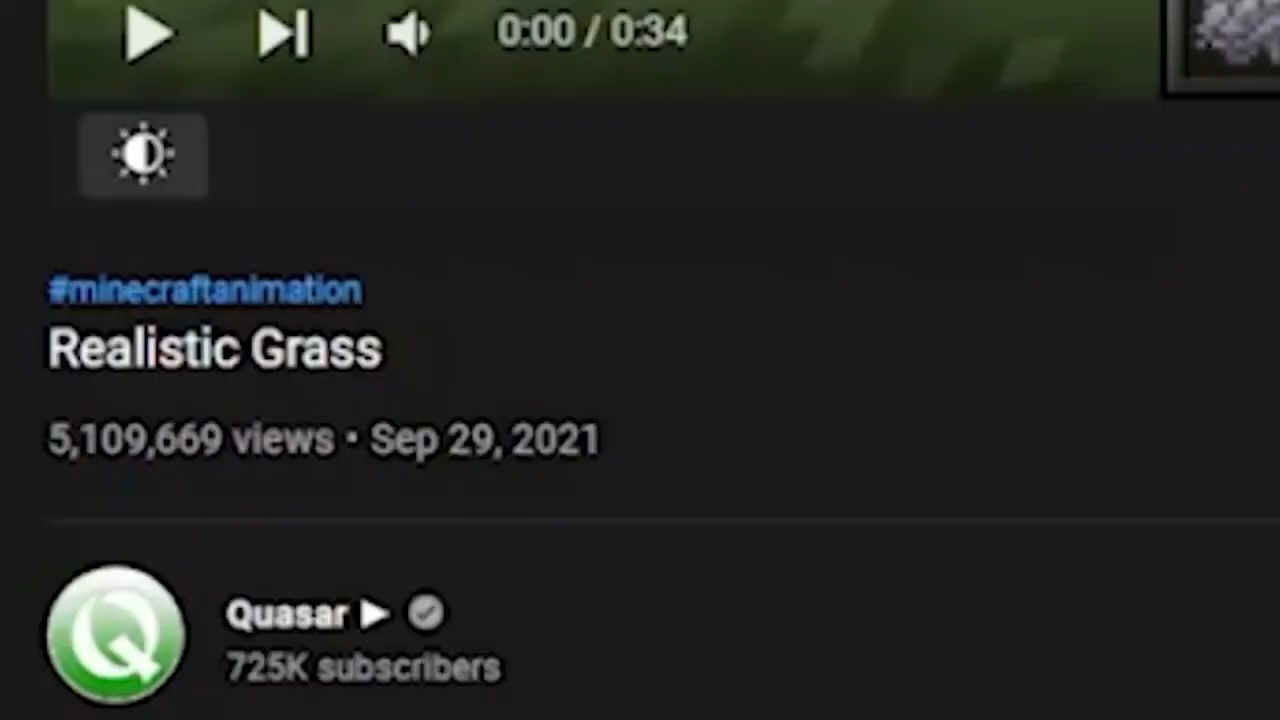 0:00 / 0:34
#minecraftanimation
Realistic Grass
5,109,669 views • Sep 29, 2021
Q
Quasar ▶
725K subscribers